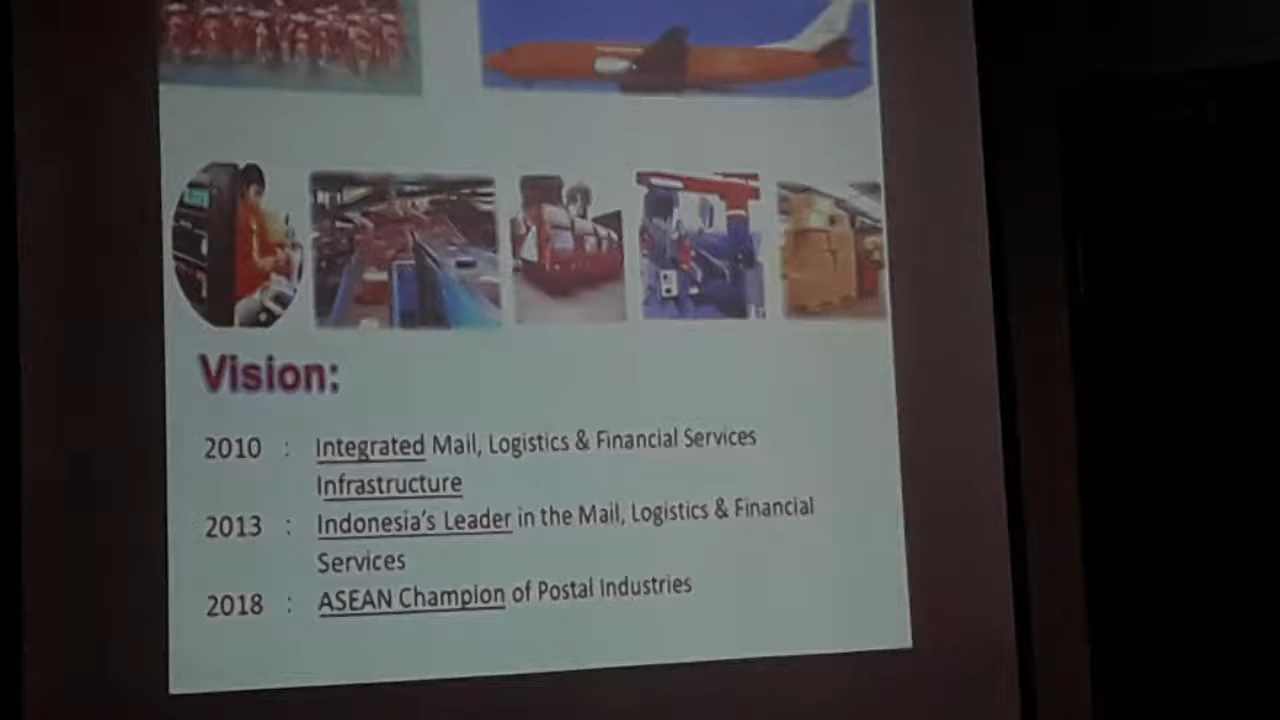 Vision:
2010 : Integrated Mail, Logistics & Financial Services
Infrastructure
2013 : Indonesia's Leader in the Mail, Logistics & Financial
Services
2018 : ASEAN Champion of Postal Industries